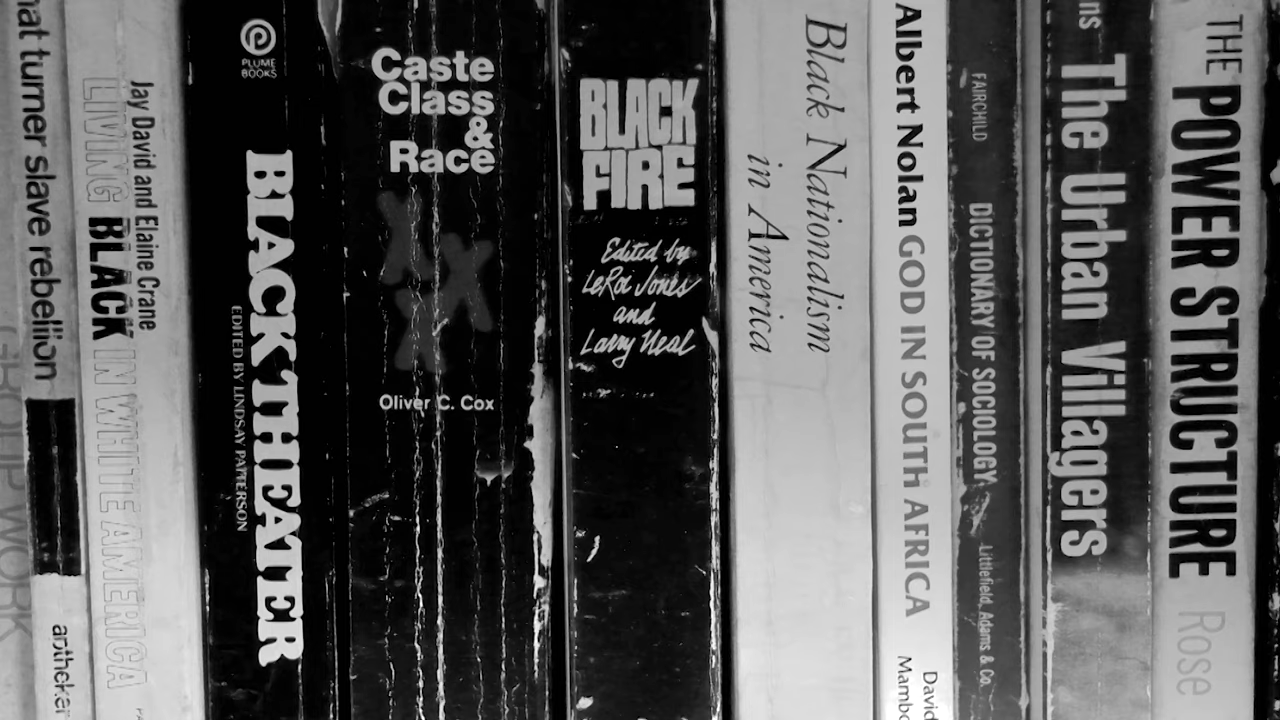 GROUP WORK
nat turner slave rebellion
aptheker
Jay David and Elaine Crane
LIVING BLACK IN WHITE AMERICA
PLUME
BOOKS
BLACK THEATER
EDITED BY LINDSAY PATTERSON
Caste
Class
&
Race
Oliver C. Cox
BLACK
FIRE
Edited by
LeRoi Jones
and
Larry Neal
Black Nationalism
in America
Albert Nolan GOD IN SOUTH AFRICA
David
FAIRCHILD
DICTIONARY OF SOCIOLOGY
Littlefield, Adams & Co.
The Urban Villagers
THE POWER STRUCTURE
Rose